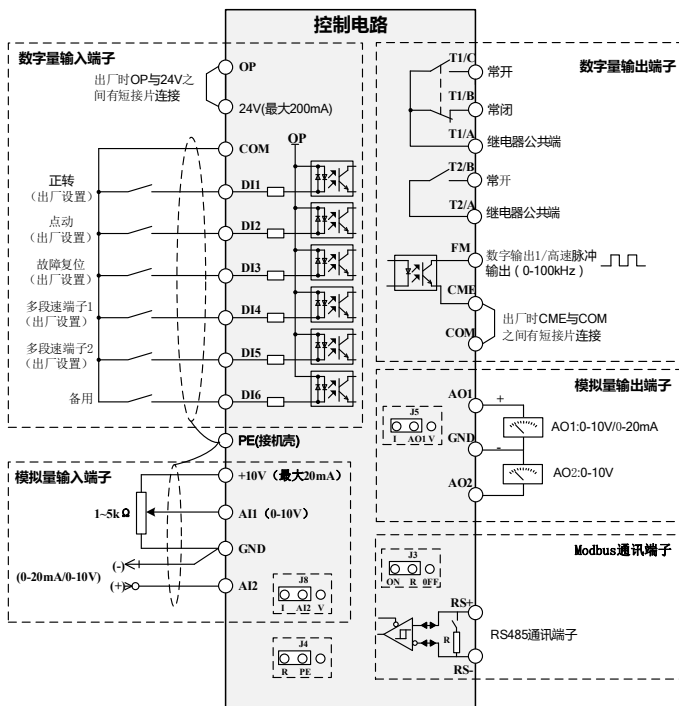 控制电路
数字量输入端子
出厂时OP与24V之
间有短接片连接
OP
24V(最大200mA)
COM
OP
正转
(出厂设置)
DI1
点动
(出厂设置)
DI2
故障复位
(出厂设置)
DI3
多段速端子1
(出厂设置)
DI4
多段速端子2
(出厂设置)
DI5
备用
DI6
PE(接机壳)
模拟量输入端子
+10V（最大20mA）
1~5kΩ
AI1（0-10V）
GND
(-)
(0-20mA/0-10V)
(+)
AI2
J8
I AI2 V
J4
R PE
数字量输出端子
T1/C
常开
T1/B
常闭
T1/A
继电器公共端
T2/B
常开
T2/A
继电器公共端
FM
数字输出1/高速脉冲
输出（0-100kHz）
CME
出厂时CME与COM
之间有短接片连接
COM
模拟量输出端子
AO1
+
J5
I AO1 V
AO1:0-10V/0-20mA
GND
-
AO2:0-10V
AO2
Modbus通讯端子
J3
ON R OFF
RS+
R
RS485通讯端子
RS-